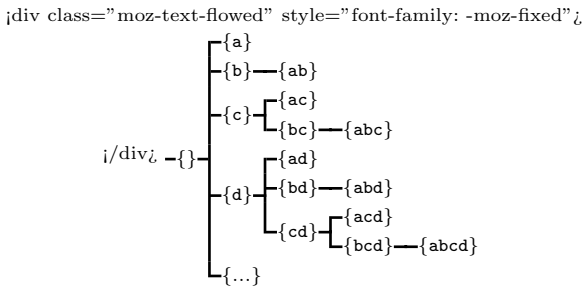 ¡div class=”moz-text-flowed” style=”font-family: -moz-fixed”¿
{a}
{b} {ab}
{ac}
{c}
{bc} {abc}
¡/div¿ {}
{ad}
{bd} {abd}
{d}
{acd}
{cd}
{bcd} {abcd}
{...}